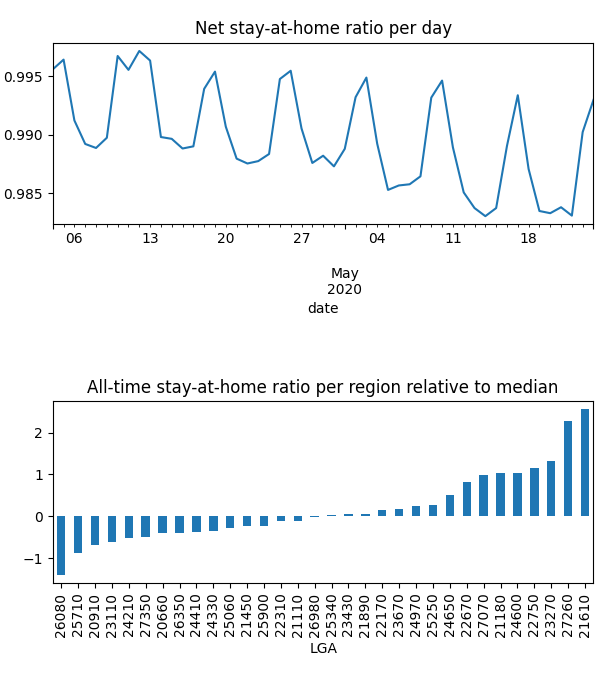 Net stay-at-home ratio per day
0.995
0.990
0.985
06 13 20 27 04 11 18
May
2020
date
All-time stay-at-home ratio per region relative to median
2
1
0
−1
26080 25710 20910 23110 24210 27350 20660 26350 24410 24330 25060 21450 25900 22310 21110 26980 25340 23430 21890 22170 23670 24970 25250 24650 22670 27070 21180 24600 22750 23270 27260 21610
LGA